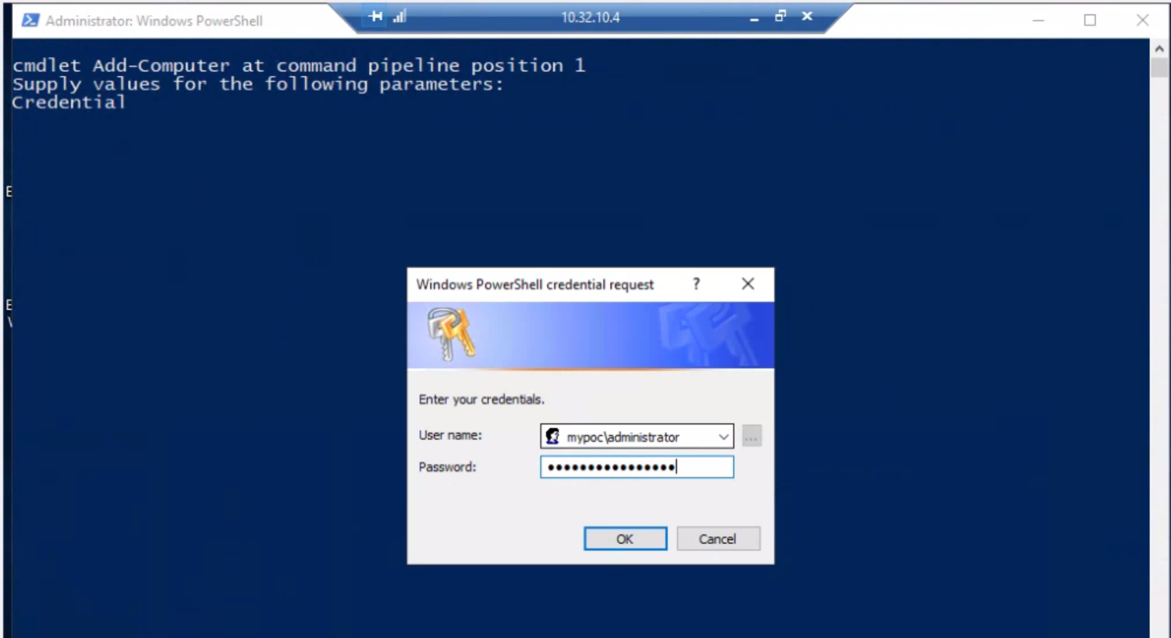 Administrator: Windows PowerShell
10.32.10.4
cmdlet Add-Computer at command pipeline position 1
Supply values for the following parameters:
Credential
Windows PowerShell credential request
?
Enter your credentials.
User name:
mypoc\administrator
...
Password:
●●●●●●●●●●●●●●●●
OK
Cancel